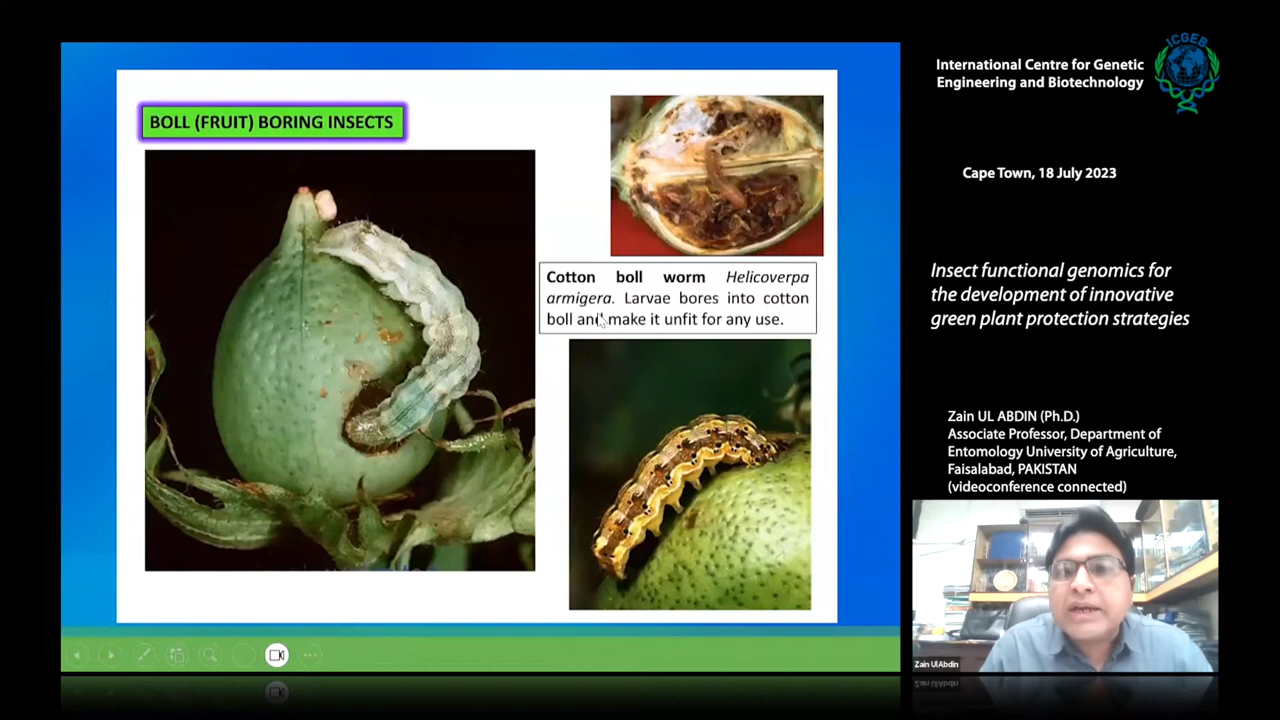 BOLL (FRUIT) BORING INSECTS
Cotton boll worm Helicoverpa
armigera. Larvae bores into cotton
boll and make it unfit for any use.
International Centre for Genetic
Engineering and Biotechnology
ICGEB
Cape Town, 18 July 2023
Insect functional genomics for
the development of innovative
green plant protection strategies
Zain UL ABDIN (Ph.D.)
Associate Professor, Department of
Entomology University of Agriculture,
Faisalabad, PAKISTAN
(videoconference connected)
Zain UlAbdin